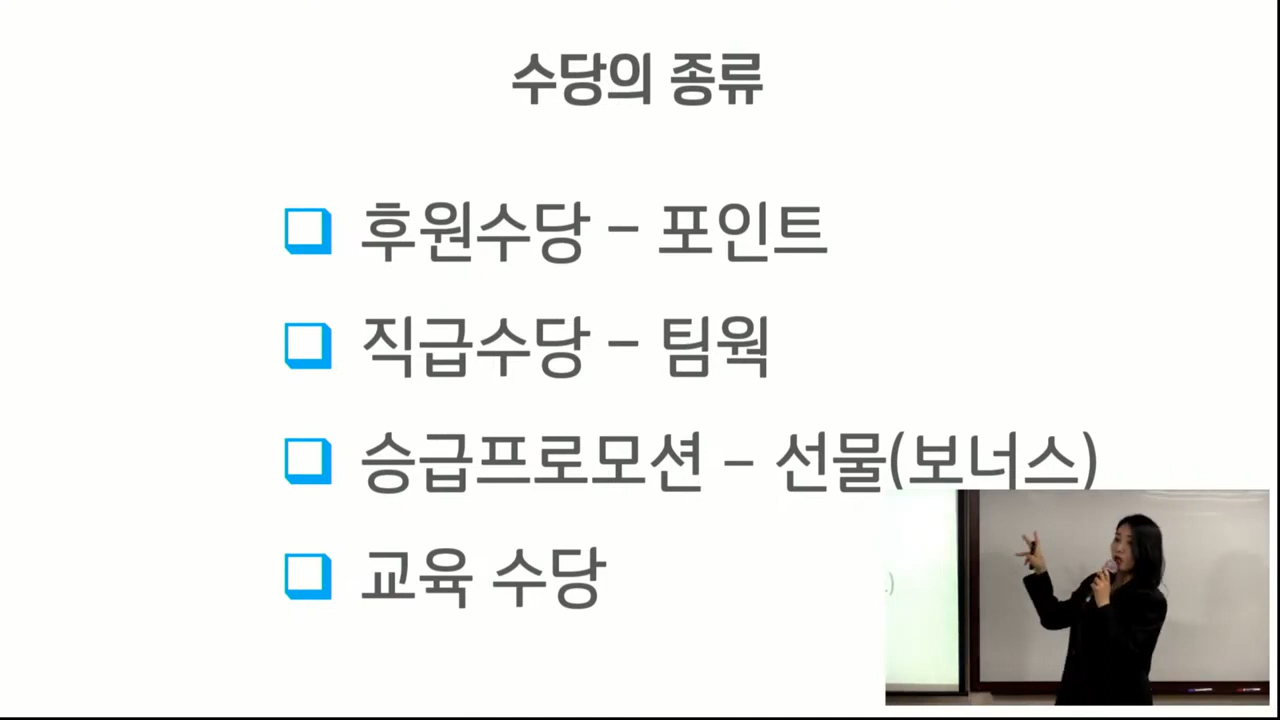 수당의 종류
후원수당 – 포인트
직급수당 – 팀웍
승급프로모션 – 선물(보너스)
교육 수당